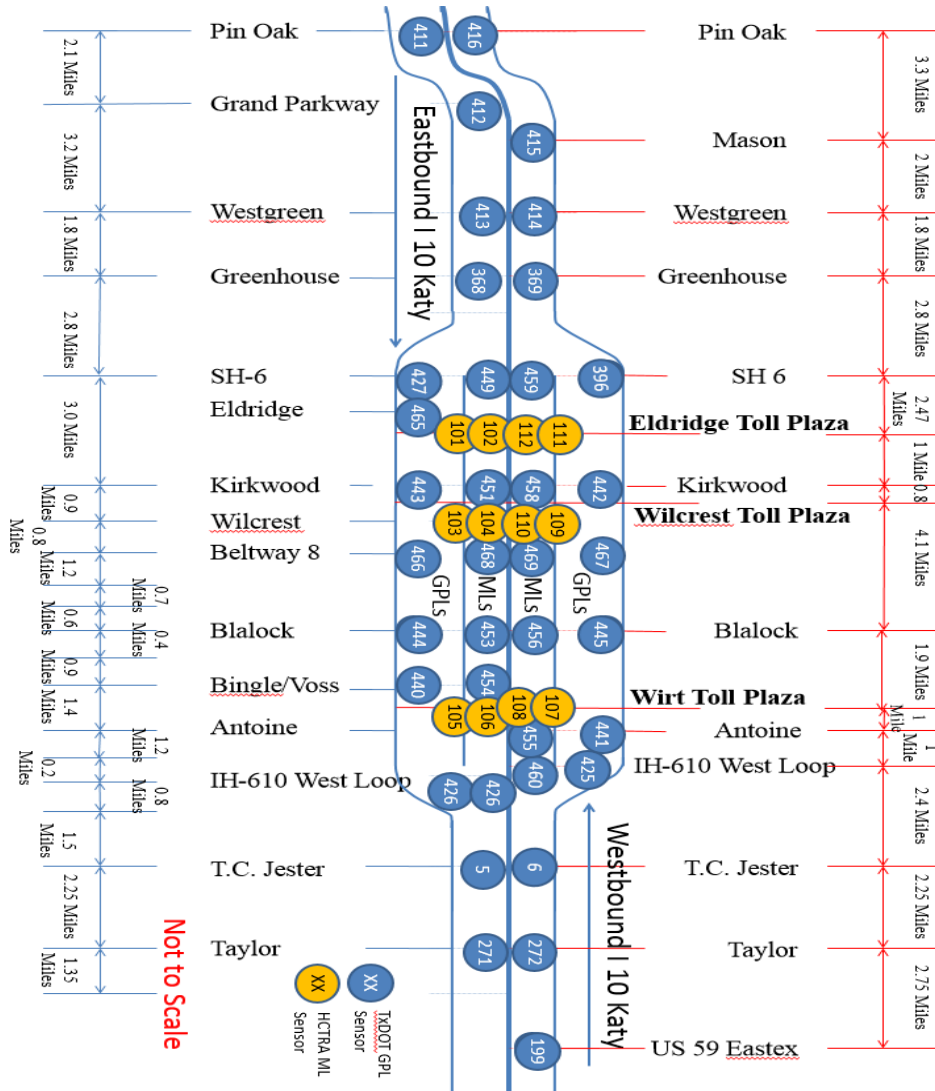 Pin Oak
411
416
Pin Oak
2.1 Miles
3.3 Miles
Grand Parkway
412
415
Mason
3.2 Miles
2 Miles
Westgreen
413
414
Westgreen
1.8 Miles
1.8 Miles
Greenhouse
368
369
Greenhouse
Eastbound I 10 Katy
2.8 Miles
2.8 Miles
SH-6
427
449
459
396
SH 6
Eldridge
465
101
102
112
111
Eldridge Toll Plaza
3.0 Miles
2.47
Miles
1 Mile
Kirkwood
443
451
458
442
Kirkwood
0.8
0.9
Miles
Wilcrest
103
104
110
109
Wilcrest Toll Plaza
0.8
Miles
Beltway 8
466
468
469
467
4.1 Miles
1.2
Miles
GPLs
MLs
MLs
GPLs
0.7
Miles
0.6
Miles
Blalock
444
453
456
445
Blalock
0.4
Miles
0.9
Miles
Bingle/Voss
440
454
1.9 Miles
105
106
108
107
Wirt Toll Plaza
1.4
Miles
1
Mile
Antoine
455
441
Antoine
1.2
Miles
1
Mile
IH-610 West Loop
426
426
460
425
IH-610 West Loop
0.2
Miles
0.8
Miles
2.4 Miles
1.5
Miles
Westbound I 10 Katy
T.C. Jester
5
6
T.C. Jester
2.25 Miles
2.25 Miles
Taylor
271
272
Taylor
1.35
Miles
2.75 Miles
Not to Scale
XX
TxDOT GPL
Sensor
XX
HCTRA ML
Sensor
199
US 59 Eastex